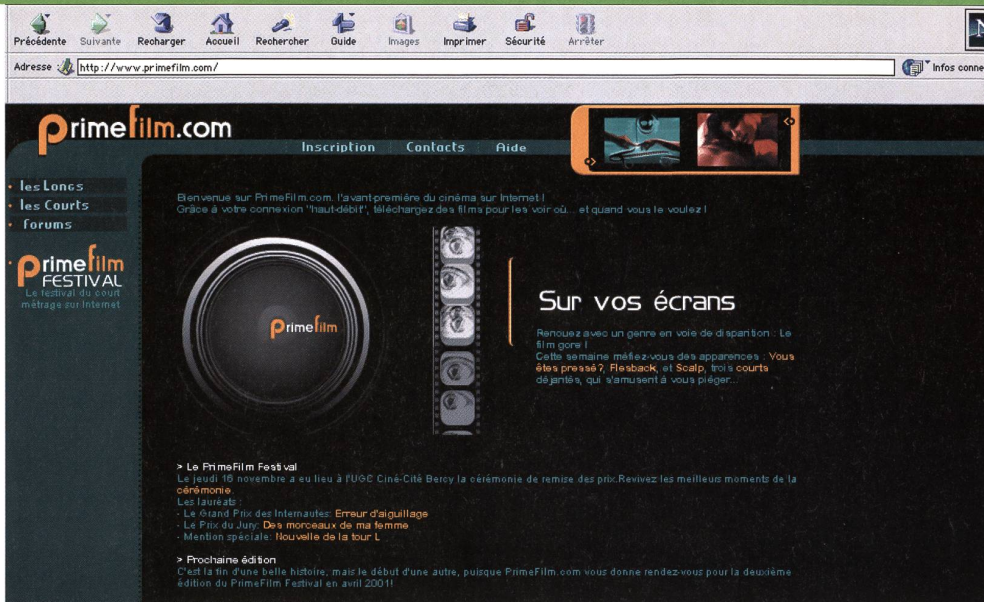 Précédente Suivante Recharger Accueil Rechercher Guide Images Imprimer Sécurité Arrêter
N
Adresse http://www.primefilm.com/ Infos conne
primefilm.com
Inscription Contacts Aide
les Longs
les Courts
forums
primefilm
FESTIVAL
Le festival du court
métrage sur Internet
Bienvenue sur PrimeFilm.com, l'avant-première du cinéma sur Internet !
Grâce à votre connexion "haut-débit", téléchargez des films pour les voir où... et quand vous le voulez !
primefilm
Sur vos écrans
Renouez avec un genre en voie de disparition : Le
film gore !
Cette semaine méfiez-vous des apparences : Vous
êtes pressé?, Flesback, et Scalp, trois courts
déjantés, qui s'amusent à vous piéger...
> Le PrimeFilm Festival
Le jeudi 16 novembre a eu lieu à l'UGC Ciné-Cité Bercy la cérémonie de remise des prix.Revivez les meilleurs moments de la
cérémonie.
Les lauréats :
- Le Grand Prix des Internautes: Erreur d'aiguillage
- Le Prix du Jury: Des morceaux de ma femme
- Mention spéciale: Nouvelle de la tour L
> Prochaine édition
C'est la fin d'une belle histoire, mais le début d'une autre, puisque PrimeFilm.com vous donne rendez-vous pour la deuxième
édition du PrimeFilm Festival en avril 2001!